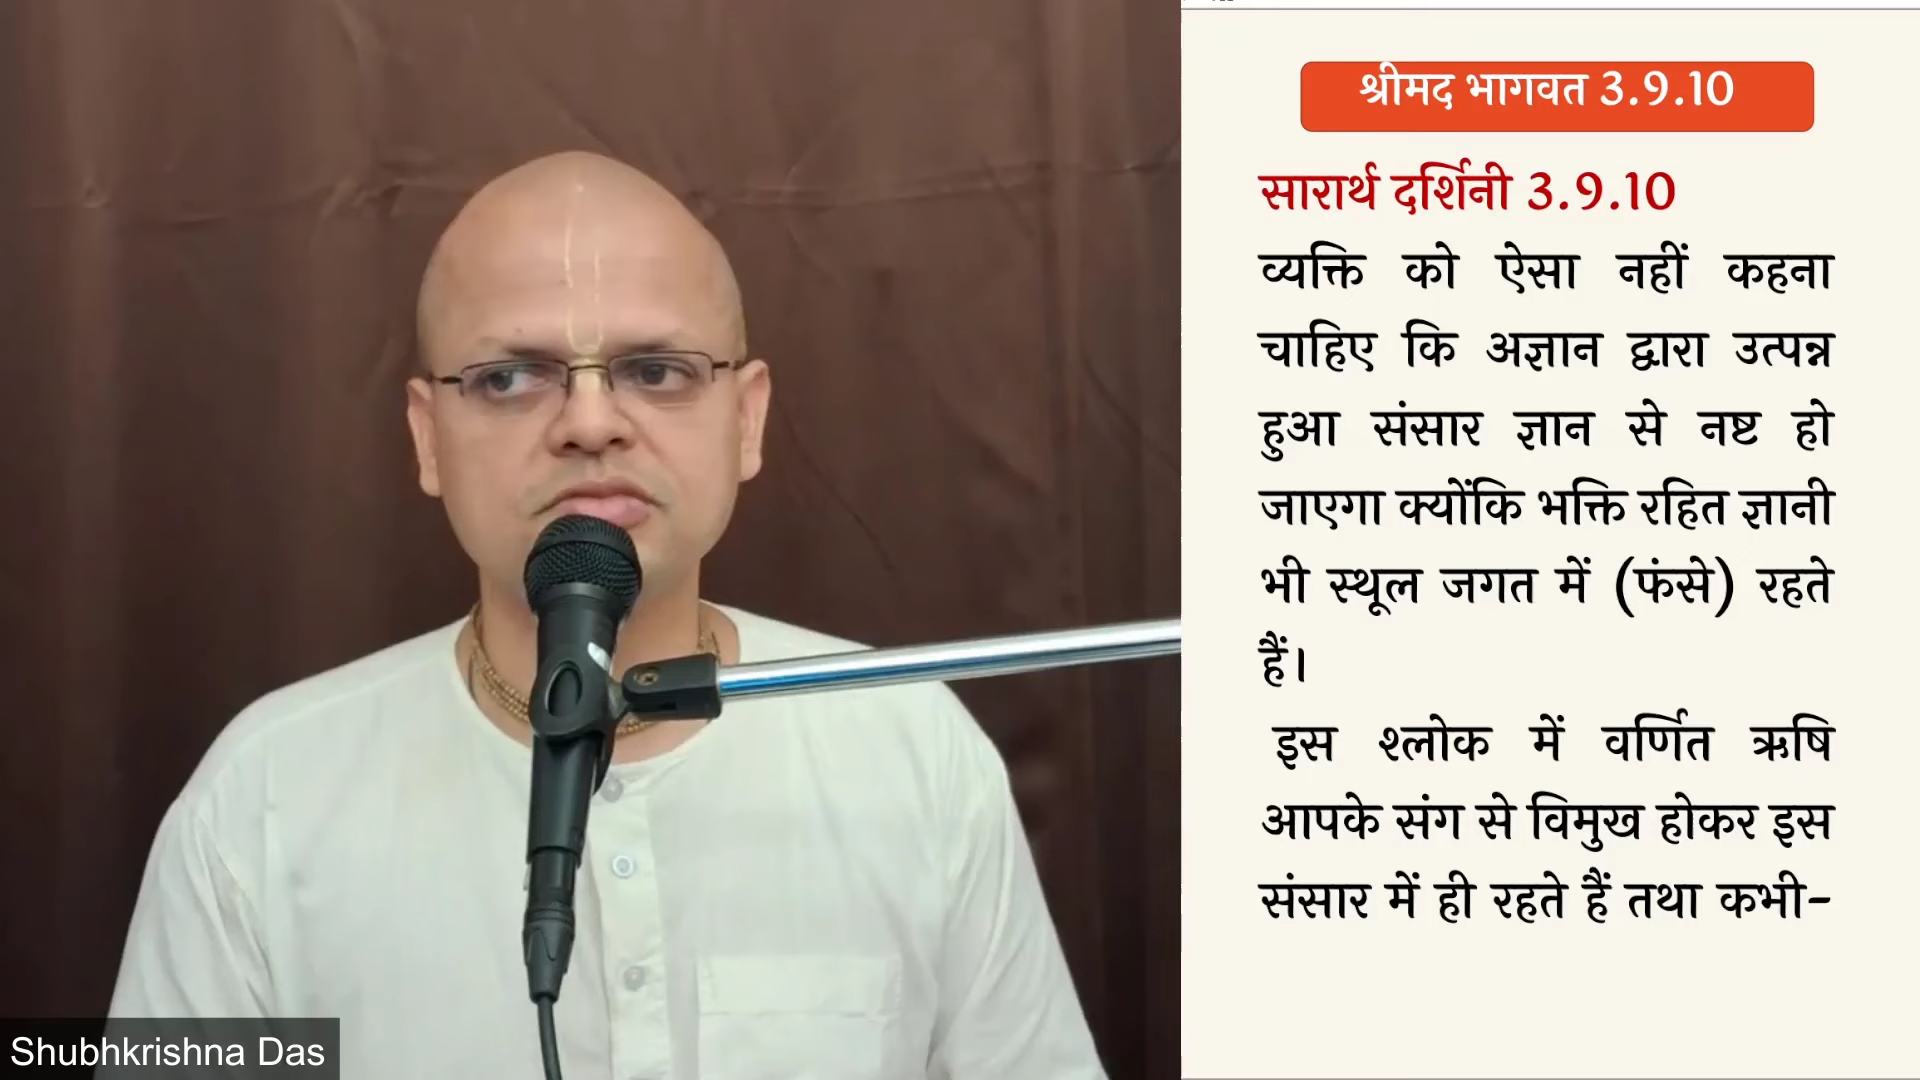 श्रीमद भागवत 3.9.10
सारार्थ दर्शिनी 3.9.10
व्यक्ति को ऐसा नहीं कहना
चाहिए कि अज्ञान द्वारा उत्पन्न
हुआ संसार ज्ञान से नष्ट हो
जाएगा क्योंकि भक्ति रहित ज्ञानी
भी स्थूल जगत में (फंसे) रहते
हैं।
इस श्लोक में वर्णित ऋषि
आपके संग से विमुख होकर इस
संसार में ही रहते हैं तथा कभी-
Shubhkrishna Das